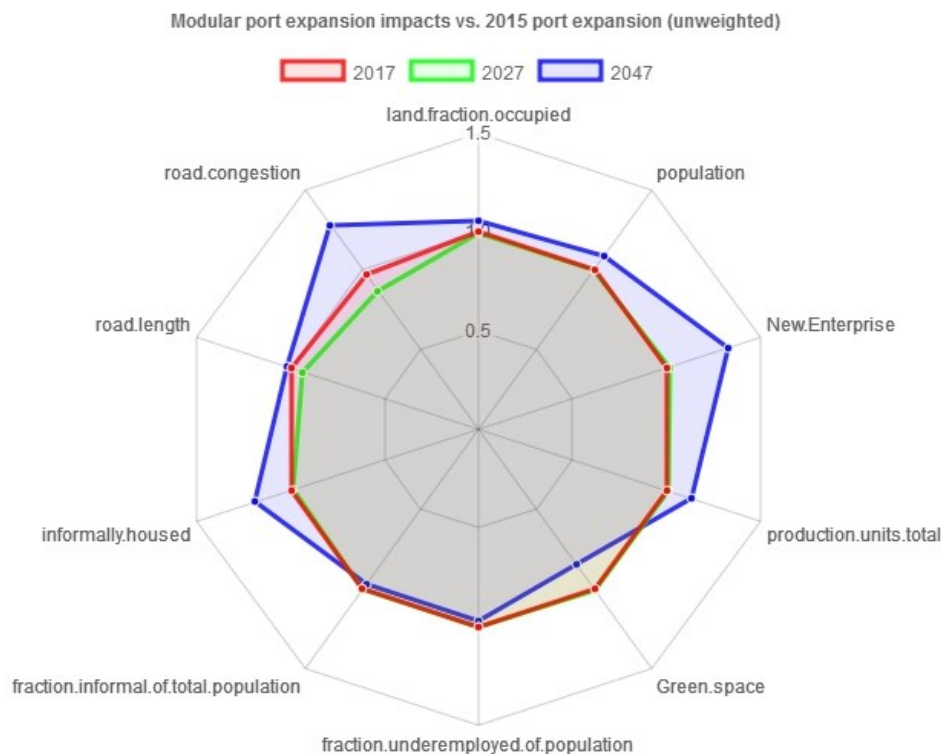 Modular port expansion impacts vs. 2015 port expansion (unweighted)
2017 2027 2047
land.fraction.occupied
1.5
road.congestion population
1.0
road.length New.Enterprise
0.5
informally.housed production.units.total
fraction.informal.of.total.population Green.space
fraction.underemployed.of.population